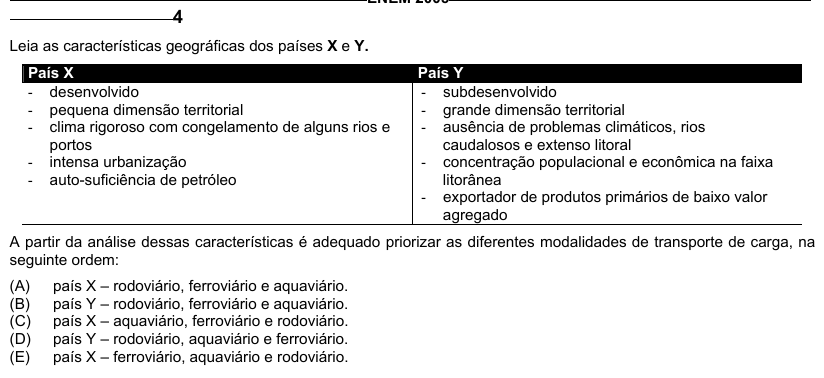 4
Leia as características geográficas dos países X e Y.
País X
País Y
- desenvolvido
- pequena dimensão territorial
- clima rigoroso com congelamento de alguns rios e
portos
- intensa urbanização
- auto-suficiência de petróleo
- subdesenvolvido
- grande dimensão territorial
- ausência de problemas climáticos, rios
caudalosos e extenso litoral
- concentração populacional e econômica na faixa
litorânea
- exportador de produtos primários de baixo valor
agregado
A partir da análise dessas características é adequado priorizar as diferentes modalidades de transporte de carga, na
seguinte ordem:
(A) país X – rodoviário, ferroviário e aquaviário.
(B) país Y – rodoviário, ferroviário e aquaviário.
(C) país X – aquaviário, ferroviário e rodoviário.
(D) país Y – rodoviário, aquaviário e ferroviário.
(E) país X – ferroviário, aquaviário e rodoviário.